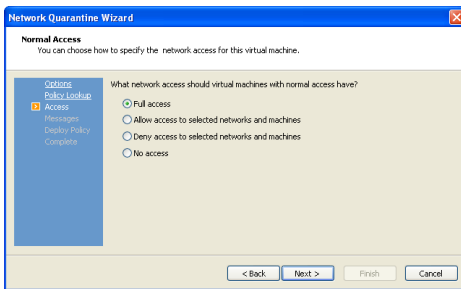 Network Quarantine Wizard
Normal Access
You can choose how to specify the network access for this virtual machine.
Options
Policy Lookup
Access
Messages
Deploy Policy
Complete
What network access should virtual machines with normal access have?
Full access
Allow access to selected networks and machines
Deny access to selected networks and machines
No access
< Back
Next >
Finish
Cancel